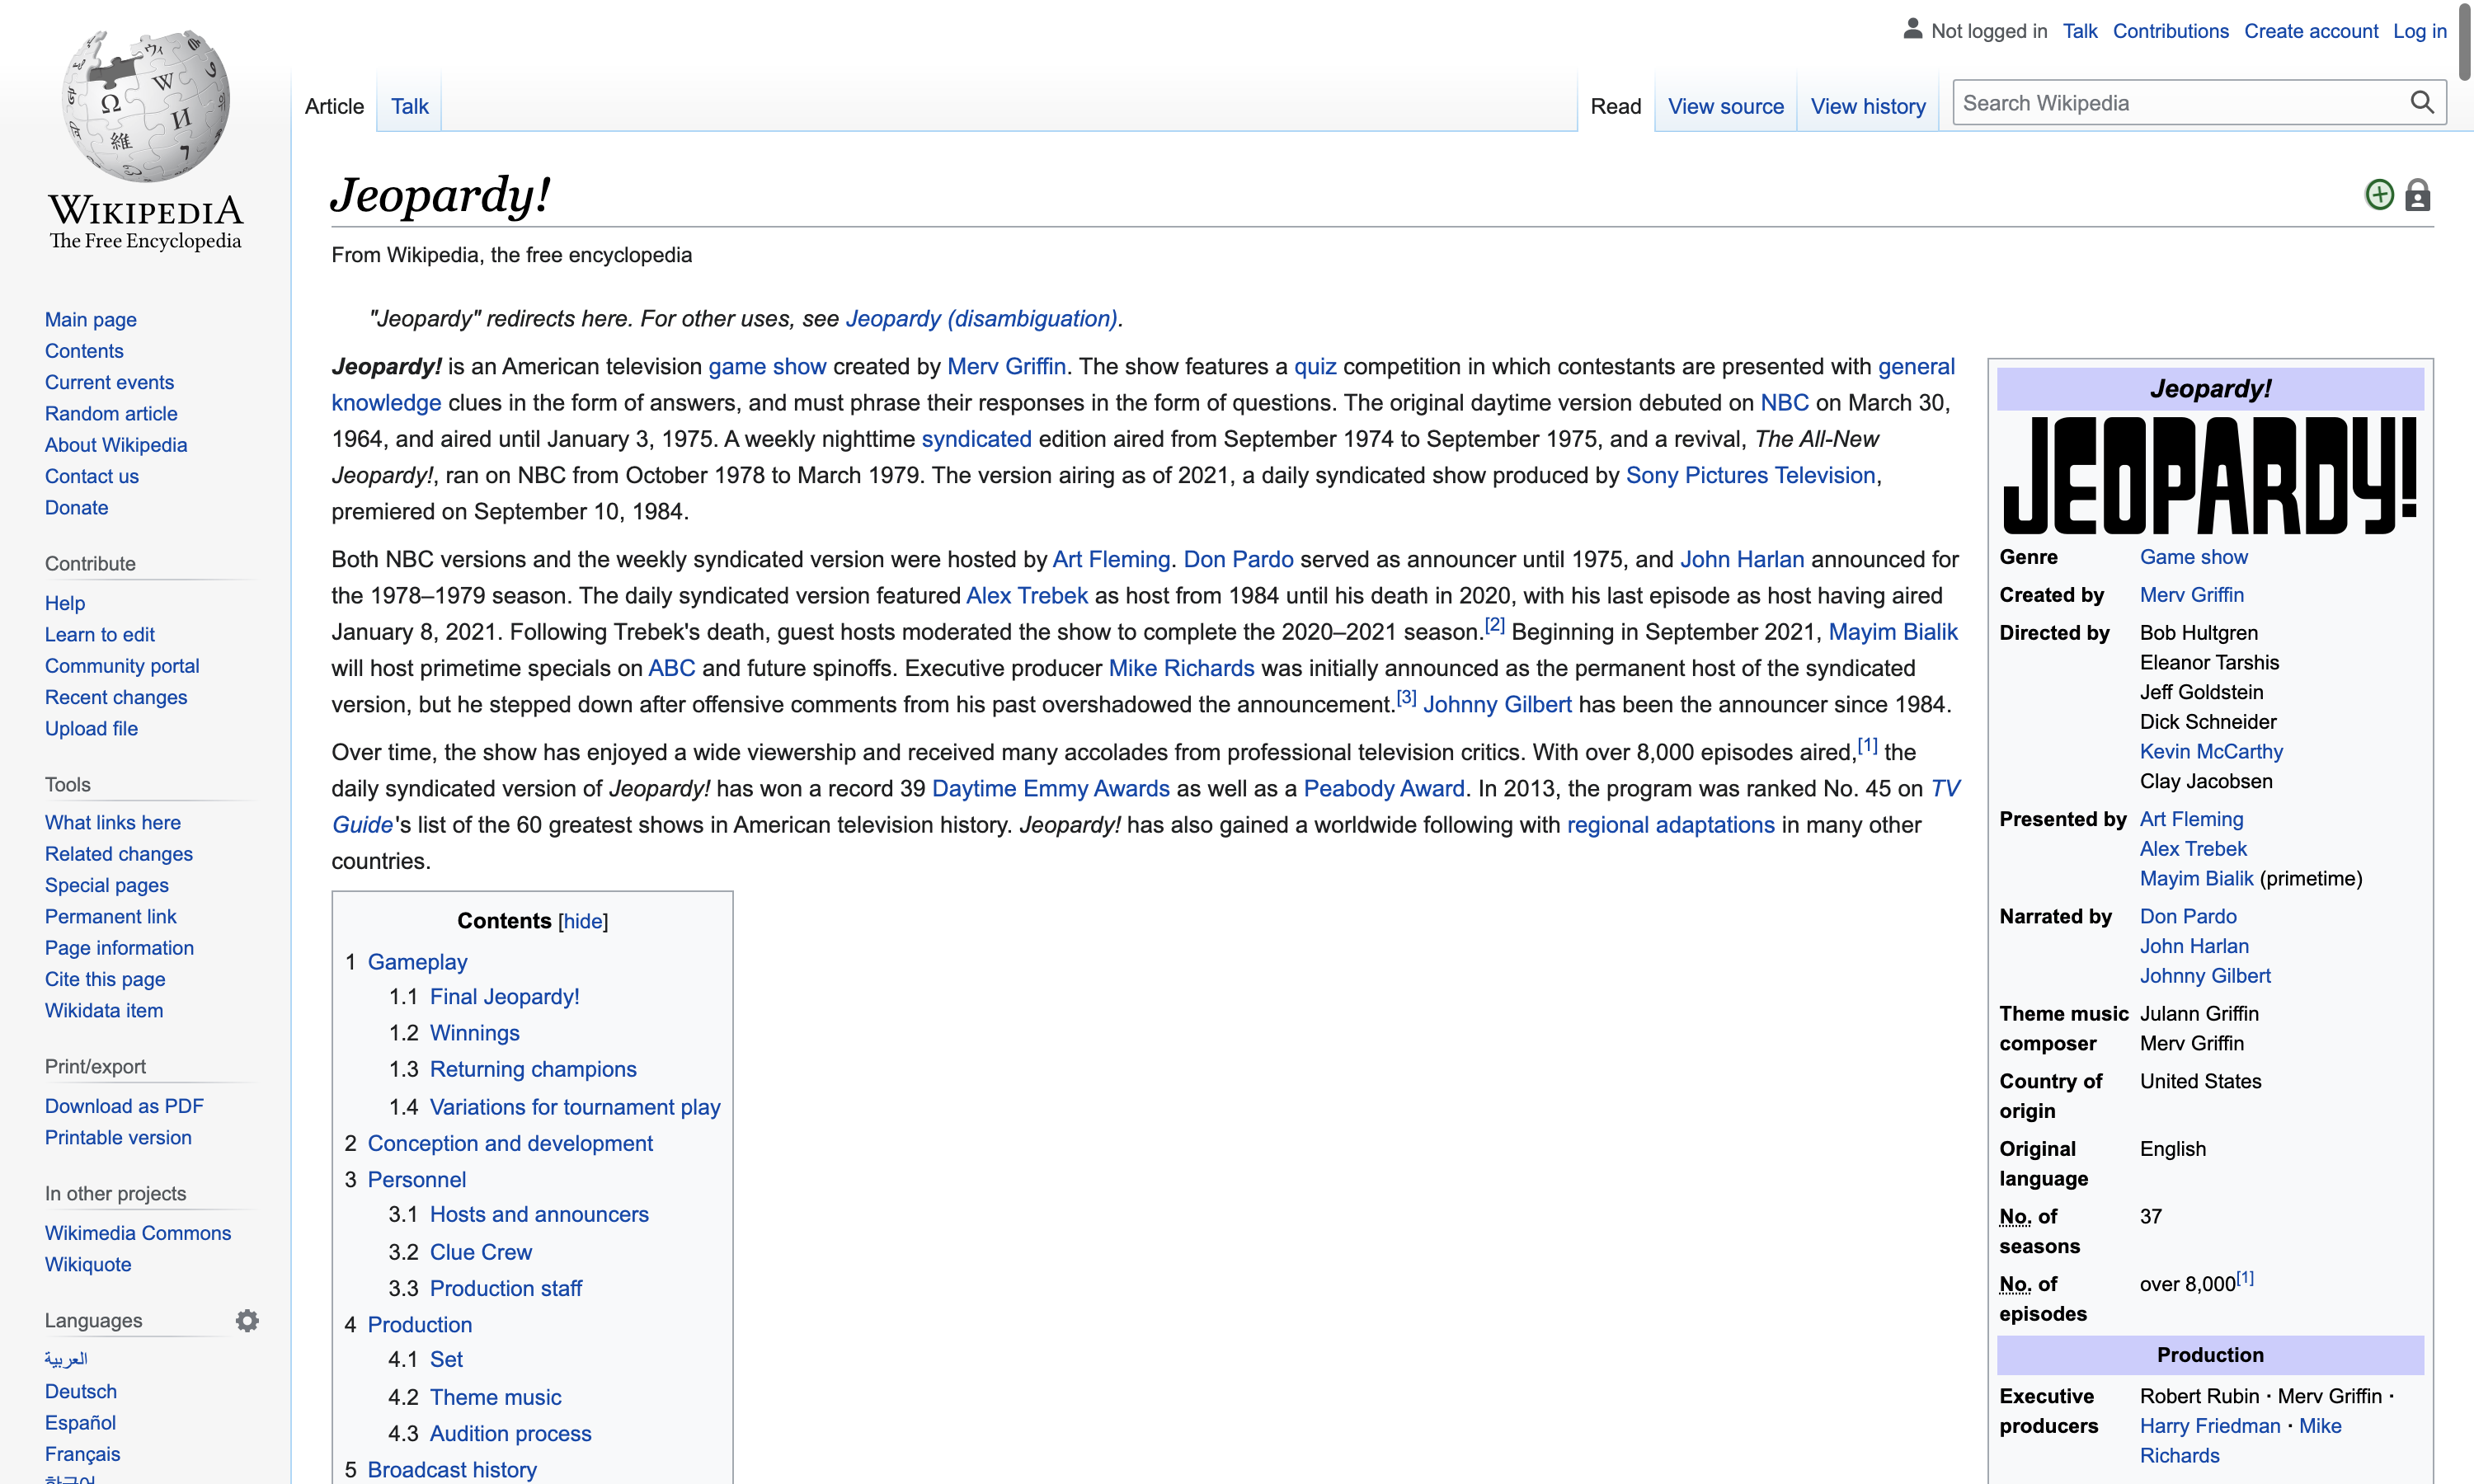 Not logged in Talk Contributions Create account Log in
Article Talk Read View source View history Search Wikipedia
WIKIPEDIA
The Free Encyclopedia
Main page
Contents
Current events
Random article
About Wikipedia
Contact us
Donate
Contribute
Help
Learn to edit
Community portal
Recent changes
Upload file
Tools
What links here
Related changes
Special pages
Permanent link
Page information
Cite this page
Wikidata item
Print/export
Download as PDF
Printable version
In other projects
Wikimedia Commons
Wikiquote
Languages
العربية
Deutsch
Español
Français
한국어
Jeopardy!
From Wikipedia, the free encyclopedia
"Jeopardy" redirects here. For other uses, see Jeopardy (disambiguation).
Jeopardy! is an American television game show created by Merv Griffin. The show features a quiz competition in which contestants are presented with general
knowledge clues in the form of answers, and must phrase their responses in the form of questions. The original daytime version debuted on NBC on March 30,
1964, and aired until January 3, 1975. A weekly nighttime syndicated edition aired from September 1974 to September 1975, and a revival, The All-New
Jeopardy!, ran on NBC from October 1978 to March 1979. The version airing as of 2021, a daily syndicated show produced by Sony Pictures Television,
premiered on September 10, 1984.
Both NBC versions and the weekly syndicated version were hosted by Art Fleming. Don Pardo served as announcer until 1975, and John Harlan announced for
the 1978–1979 season. The daily syndicated version featured Alex Trebek as host from 1984 until his death in 2020, with his last episode as host having aired
January 8, 2021. Following Trebek's death, guest hosts moderated the show to complete the 2020–2021 season.[2] Beginning in September 2021, Mayim Bialik
will host primetime specials on ABC and future spinoffs. Executive producer Mike Richards was initially announced as the permanent host of the syndicated
version, but he stepped down after offensive comments from his past overshadowed the announcement.[3] Johnny Gilbert has been the announcer since 1984.
Over time, the show has enjoyed a wide viewership and received many accolades from professional television critics. With over 8,000 episodes aired,[1] the
daily syndicated version of Jeopardy! has won a record 39 Daytime Emmy Awards as well as a Peabody Award. In 2013, the program was ranked No. 45 on TV
Guide's list of the 60 greatest shows in American television history. Jeopardy! has also gained a worldwide following with regional adaptations in many other
countries.
Contents [hide]
1 Gameplay
1.1 Final Jeopardy!
1.2 Winnings
1.3 Returning champions
1.4 Variations for tournament play
2 Conception and development
3 Personnel
3.1 Hosts and announcers
3.2 Clue Crew
3.3 Production staff
4 Production
4.1 Set
4.2 Theme music
4.3 Audition process
5 Broadcast history
Jeopardy!
JEOPARDY!
Genre Game show
Created by Merv Griffin
Directed by Bob Hultgren
Eleanor Tarshis
Jeff Goldstein
Dick Schneider
Kevin McCarthy
Clay Jacobsen
Presented by Art Fleming
Alex Trebek
Mayim Bialik (primetime)
Narrated by Don Pardo
John Harlan
Johnny Gilbert
Theme music Julann Griffin
composer Merv Griffin
Country of United States
origin
Original English
language
No. of 37
seasons
No. of over 8,000[1]
episodes
Production
Executive Robert Rubin · Merv Griffin ·
producers Harry Friedman · Mike
Richards